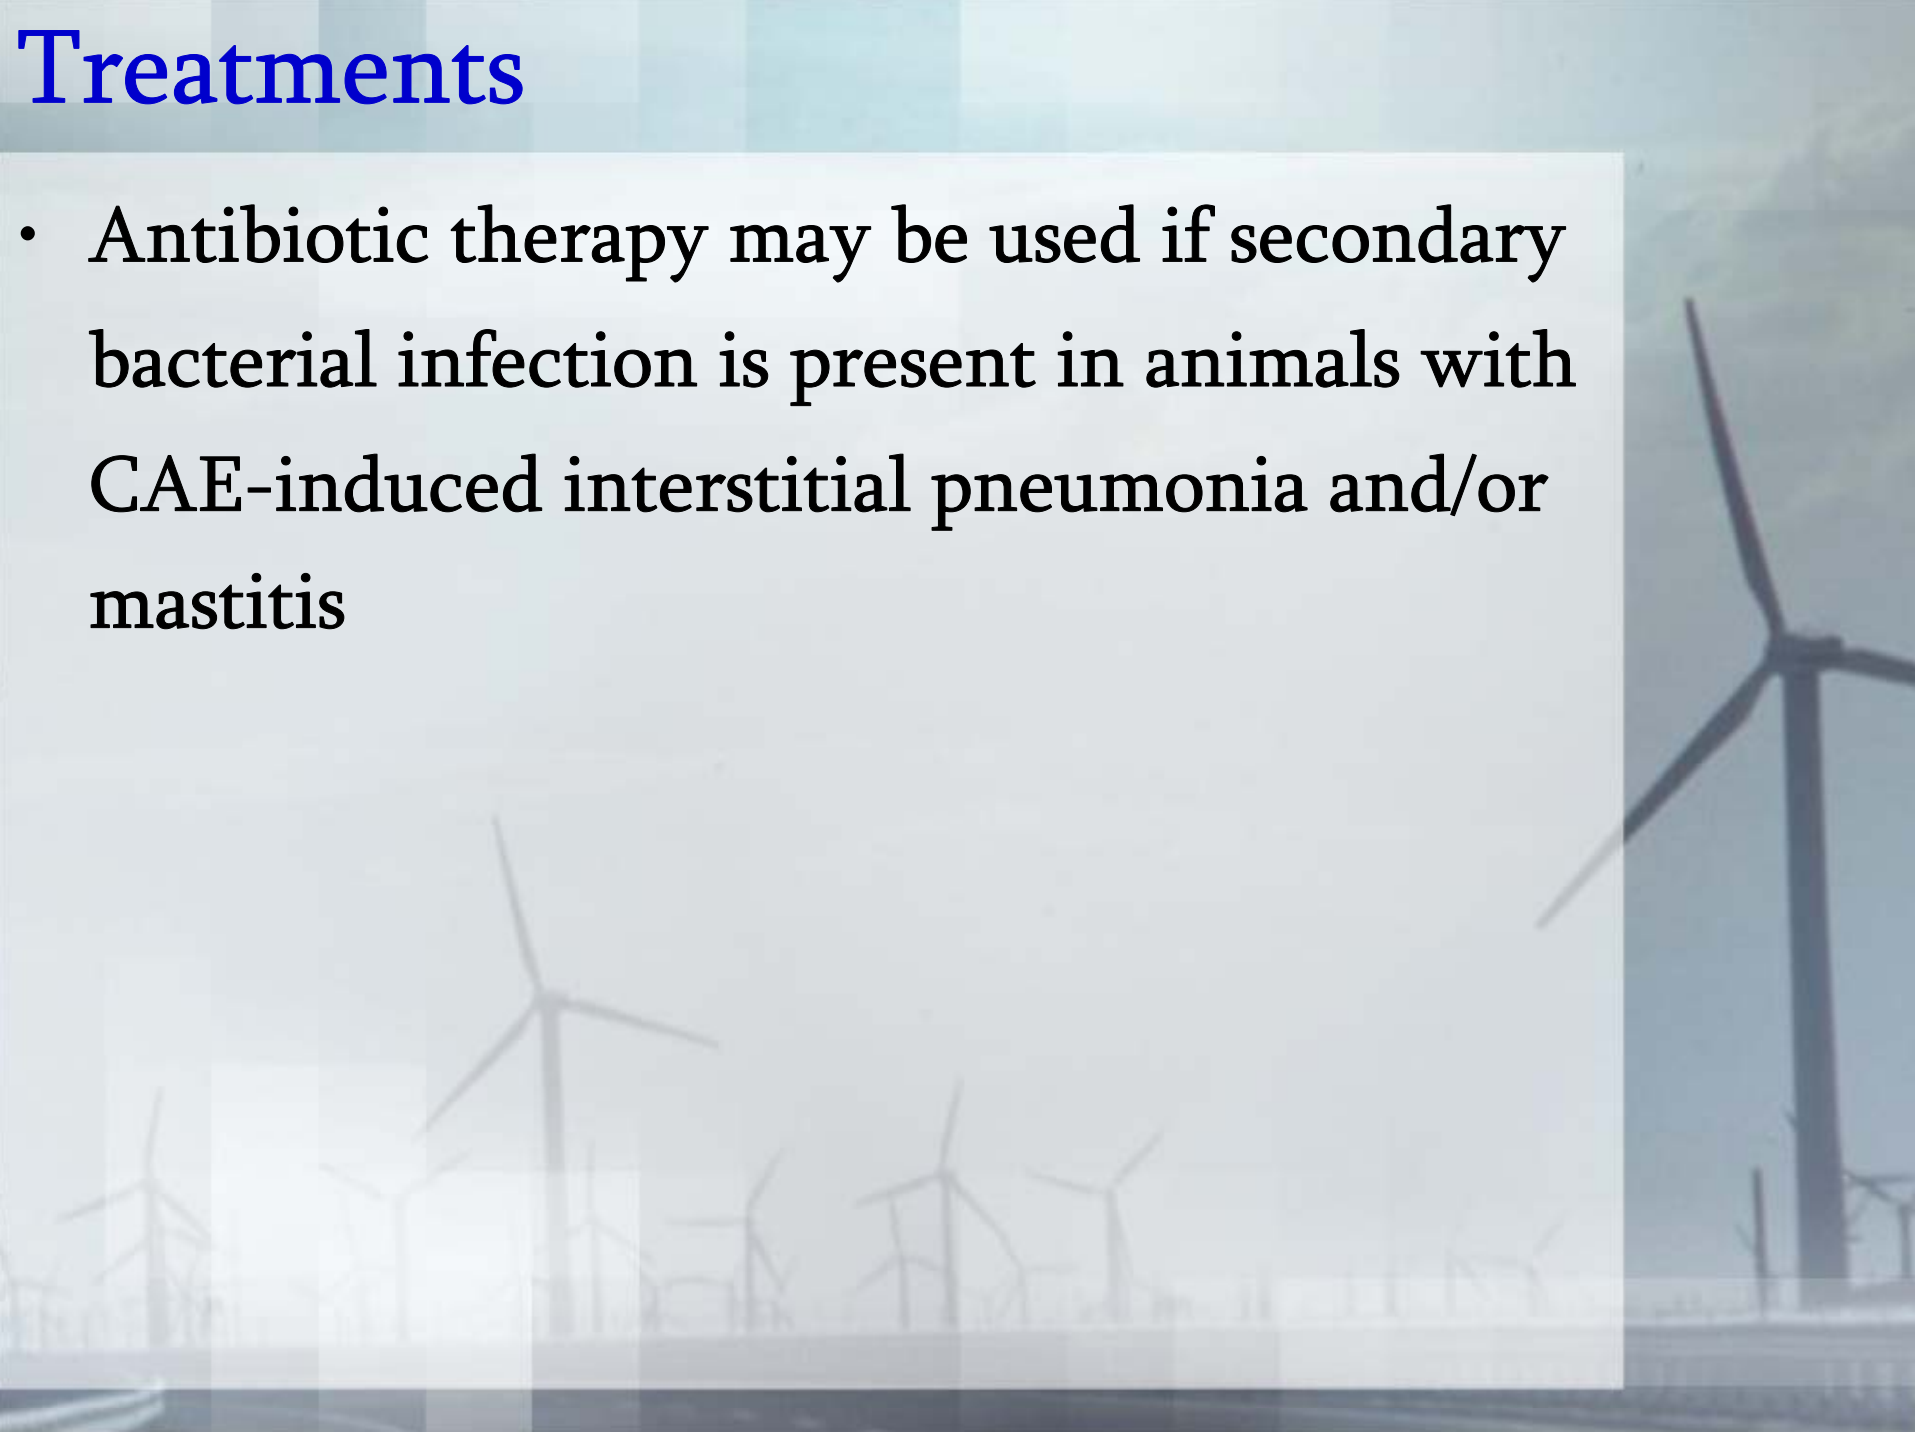 Treatments
• Antibiotic therapy may be used if secondary
bacterial infection is present in animals with
CAE-induced interstitial pneumonia and/or
mastitis